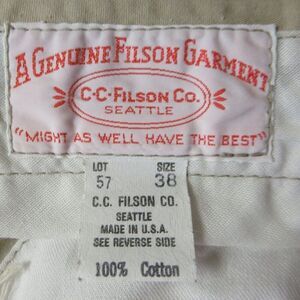 A GENUINE FILSON GARMENT
C·C·FILSON CO.
SEATTLE
"MIGHT AS WELL HAVE THE BEST"
LOT SIZE
57 38
C.C. FILSON CO.
SEATTLE
MADE IN U.S.A.
SEE REVERSE SIDE
100% Cotton